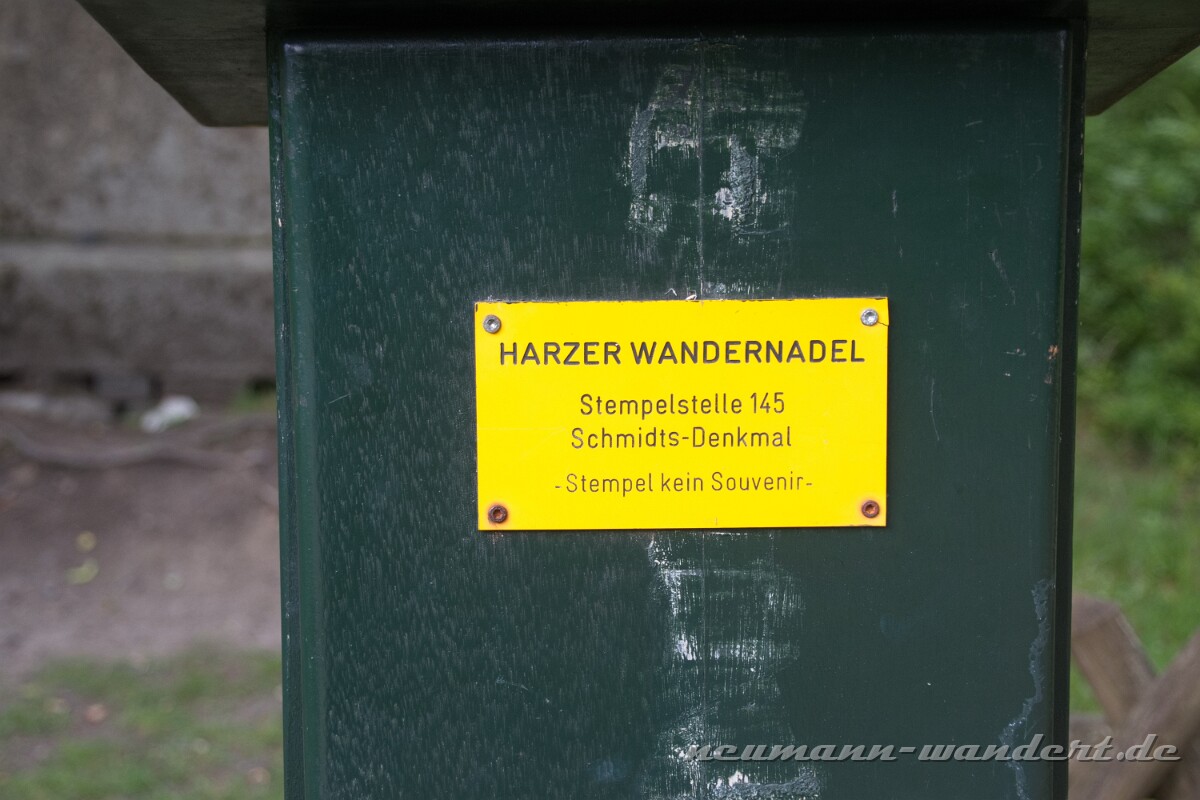 HARZER WANDERNADEL
Stempelstelle 145
Schmidts-Denkmal
-Stempel kein Souvenir-
neumann-wandert.de